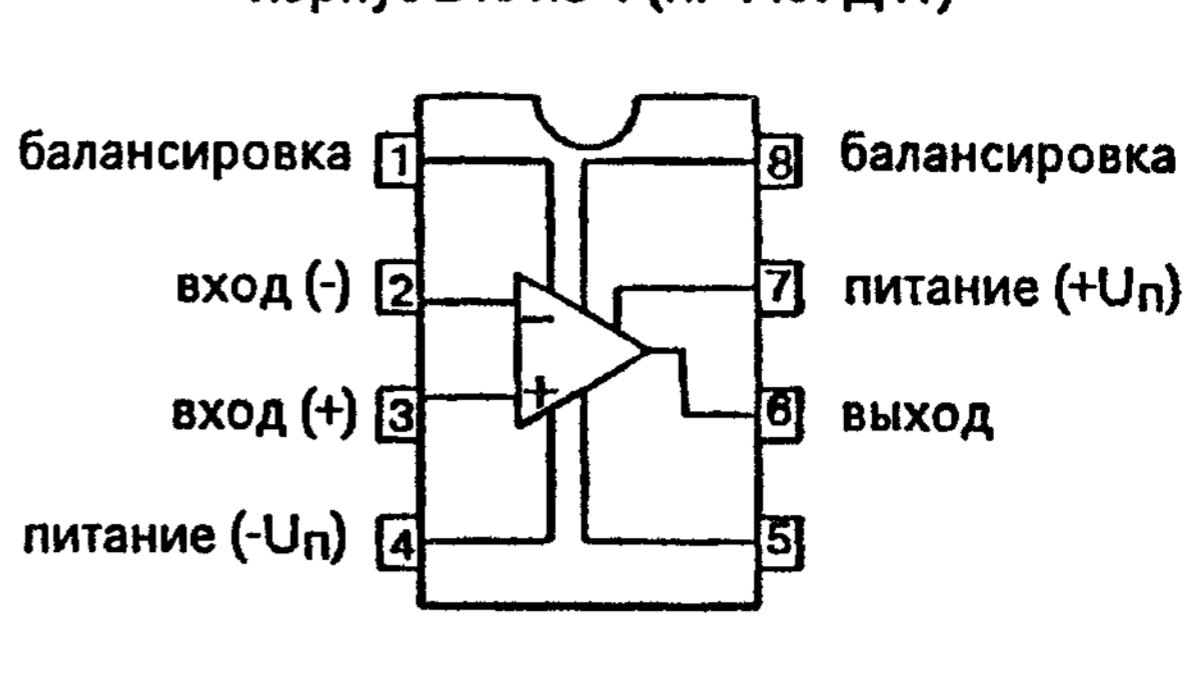 балансировка 1 8 балансировка
вход (-) 2 7 питание (+Uп)
вход (+) 3 6 выход
питание (-Uп) 4 5